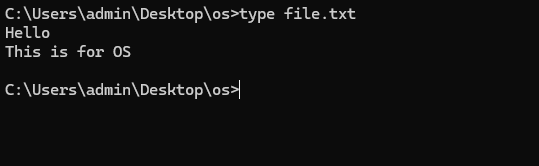 C:\Users\admin\Desktop\os>type file.txt
Hello
This is for OS
C:\Users\admin\Desktop\os>